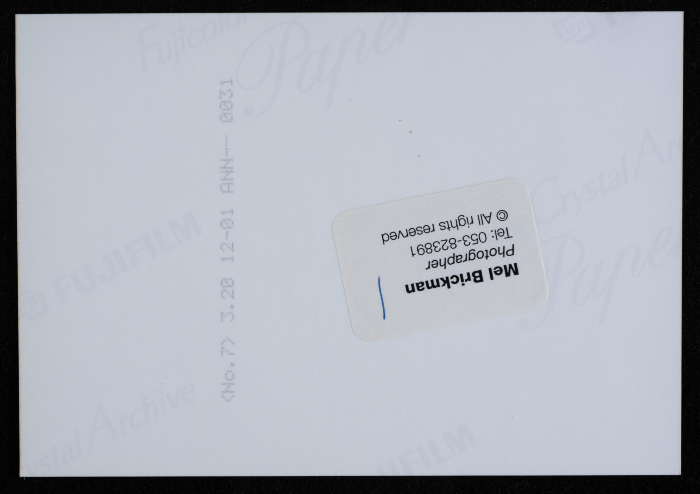 Fujicolor
Paper
Crystal Archive
Paper
FUJIFILM
<No.7> 3.20 12-01 ANN-- 0031
Mel Brickman
Photographer
Tel: 053-823891
© All rights reserved
Crystal Archive
FUJIFILM